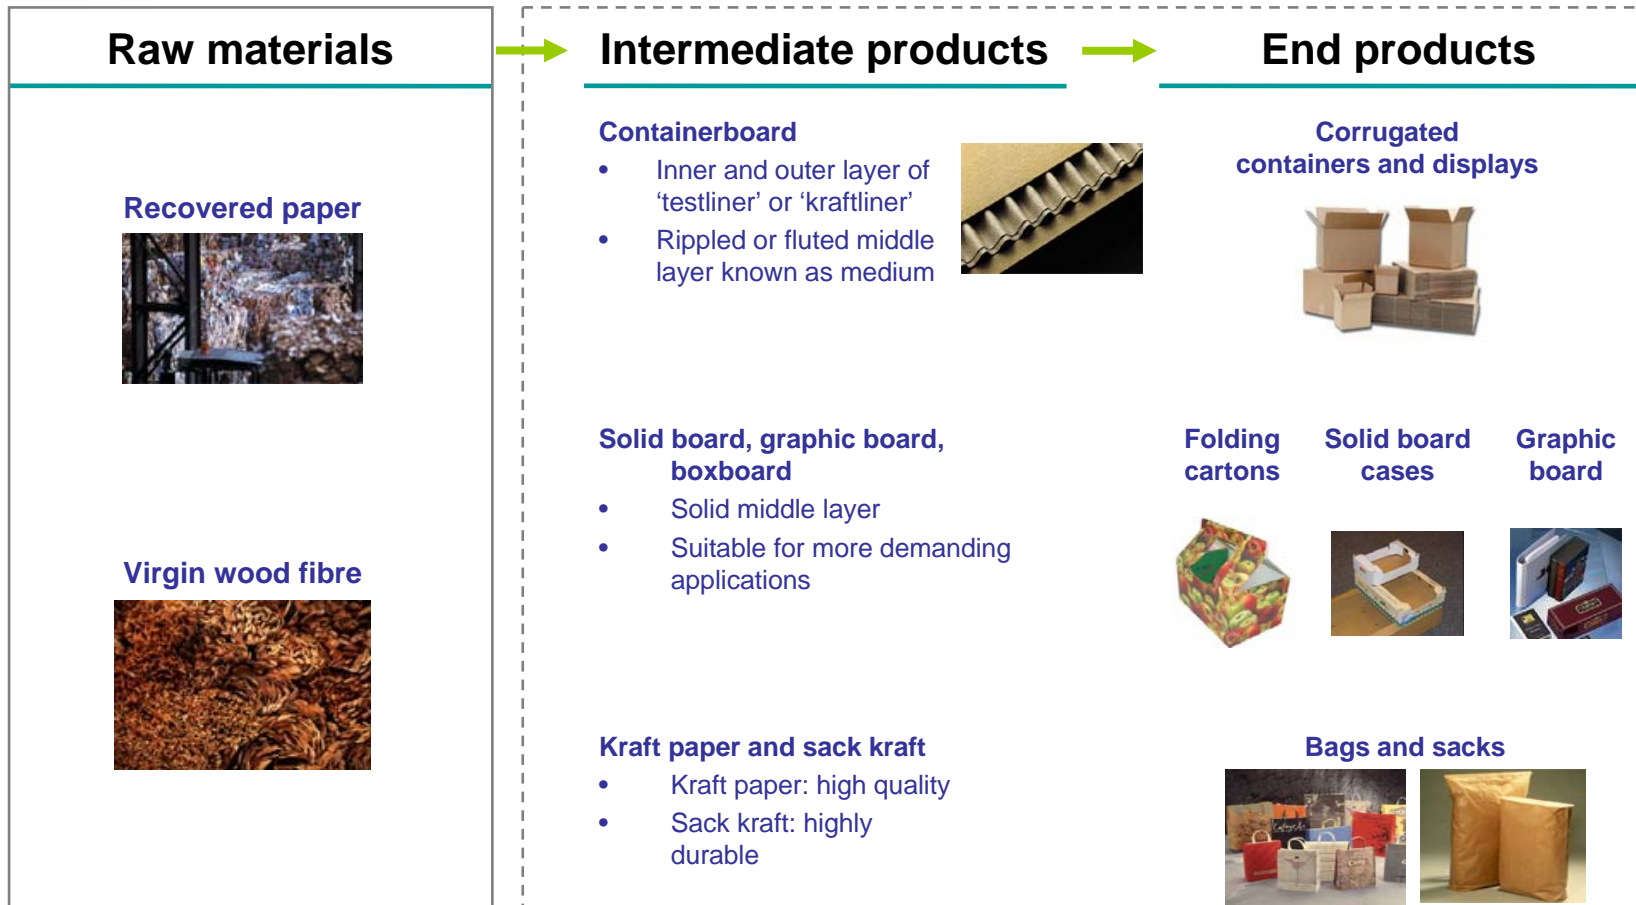 Raw materials
Recovered paper
Virgin wood fibre
Intermediate products
Containerboard
• Inner and outer layer of
‘testliner’ or ‘kraftliner’
• Rippled or fluted middle
layer known as medium
Solid board, graphic board,
boxboard
• Solid middle layer
• Suitable for more demanding
applications
Kraft paper and sack kraft
• Kraft paper: high quality
• Sack kraft: highly
durable
End products
Corrugated
containers and displays
Folding
cartons
Solid board
cases
Graphic
board
Bags and sacks